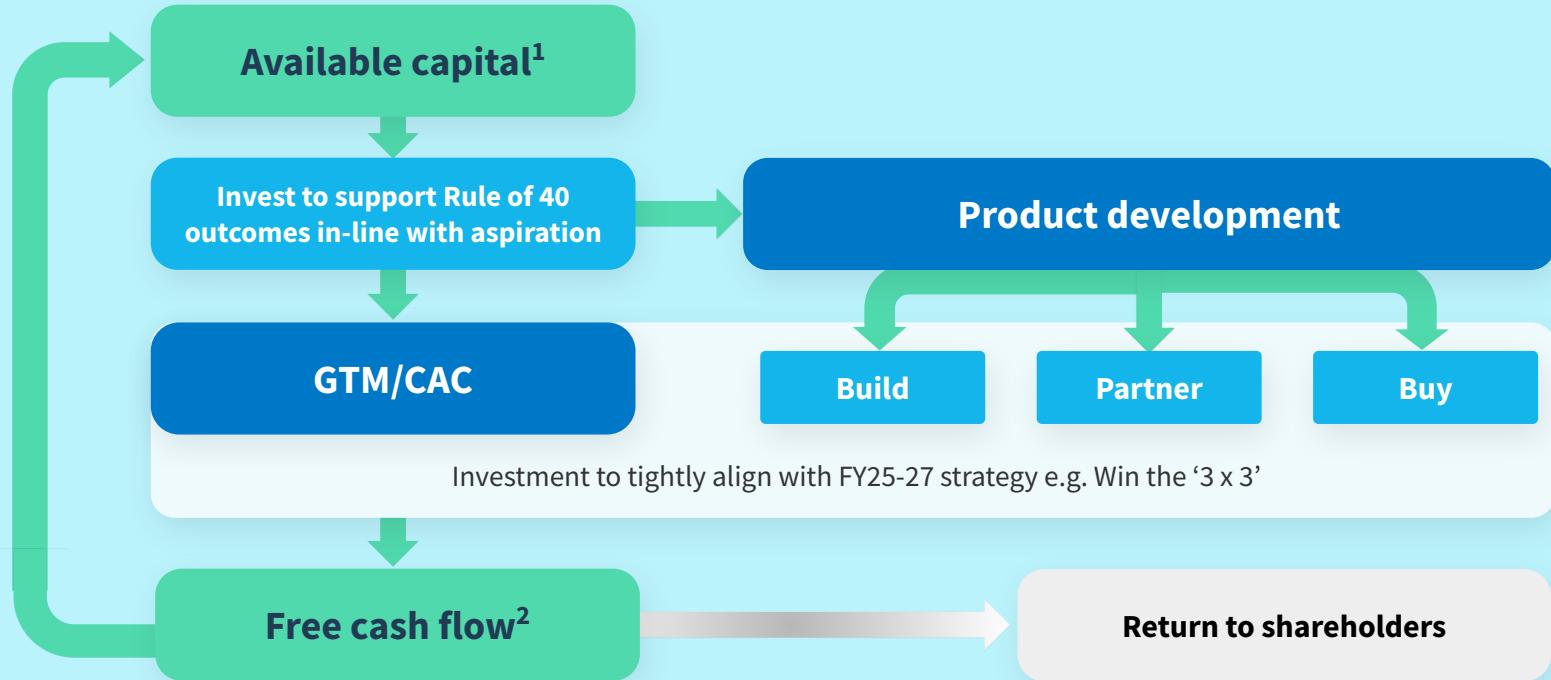 Available capital¹
Invest to support Rule of 40
outcomes in-line with aspiration
Product development
GTM/CAC
Build
Partner
Buy
Investment to tightly align with FY25-27 strategy e.g. Win the ‘3 x 3’
Free cash flow²
Return to shareholders